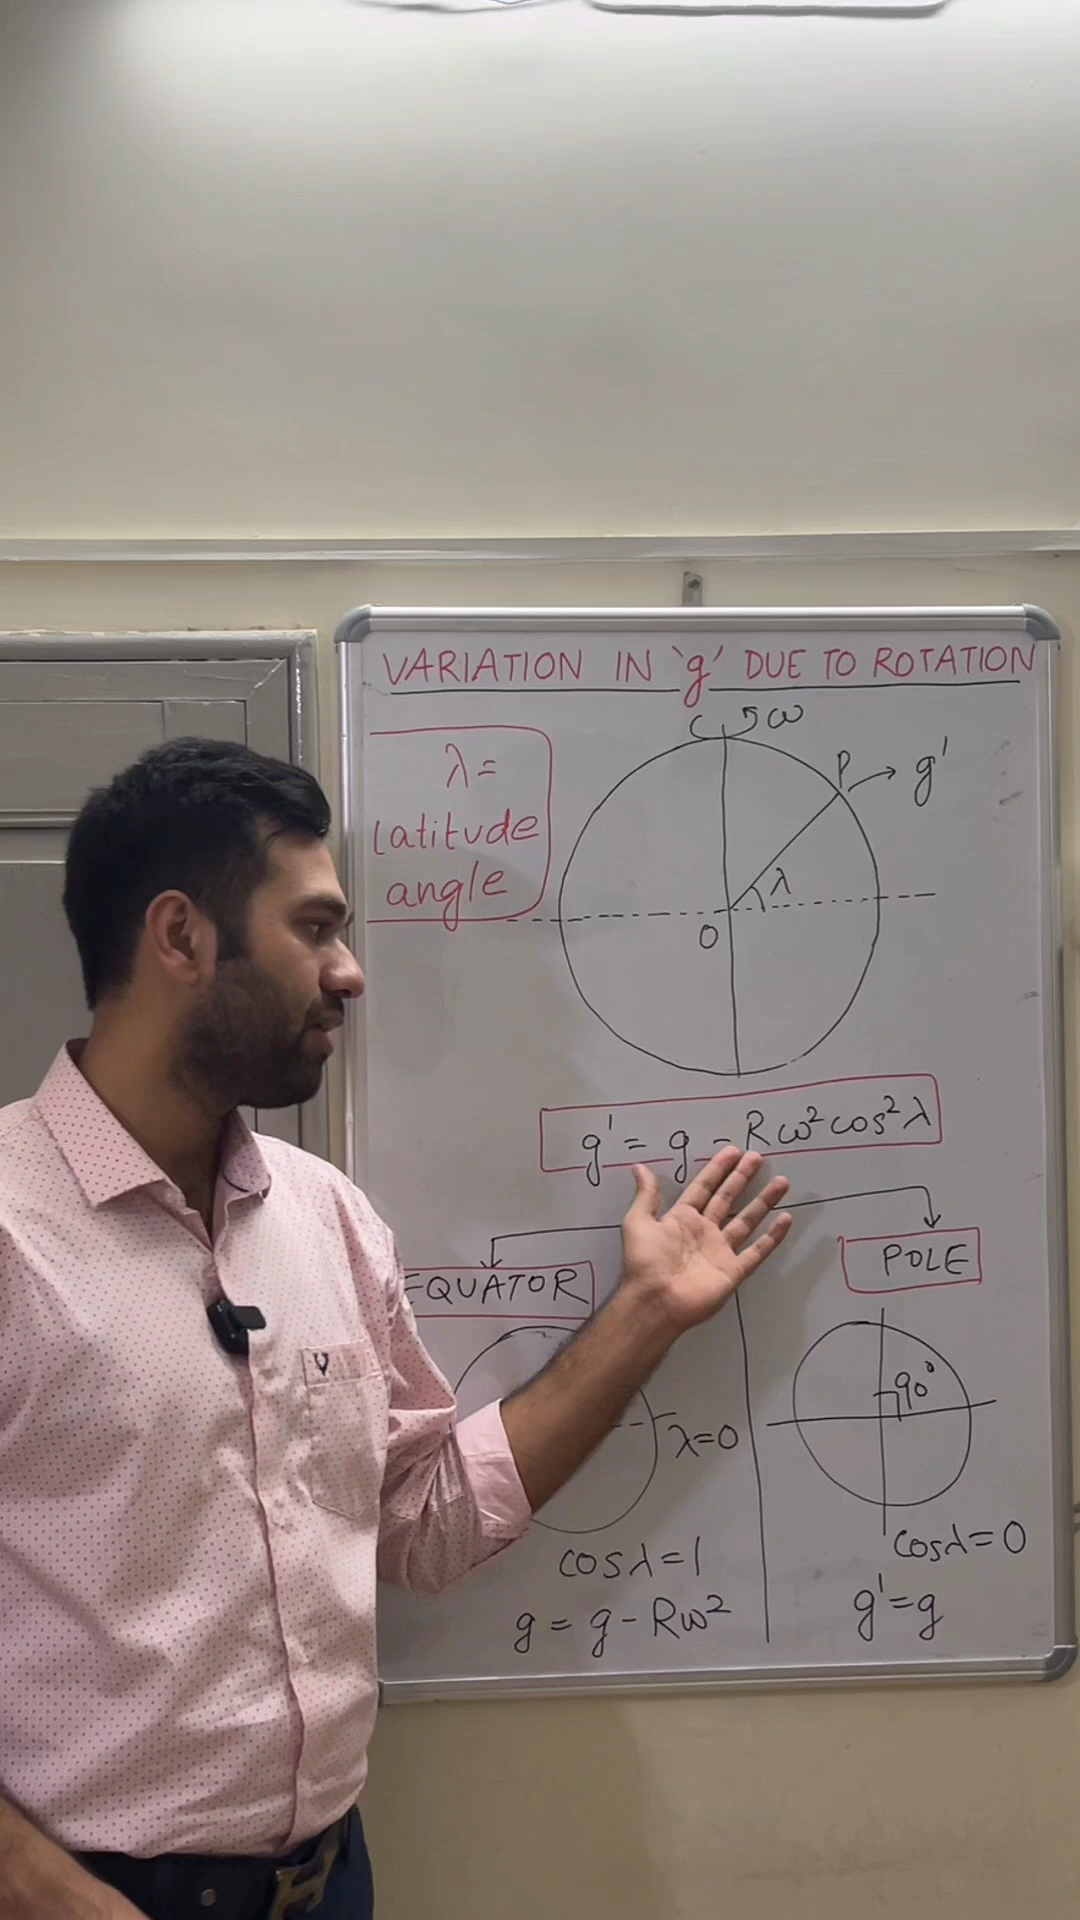 VARIATION IN 'g' DUE TO ROTATION
ω
λ =
latitude
angle
P → g'
λ
O
g' = g - Rω²cos²λ
EQUATOR
POLE
90°
λ=0
cosλ=1
g = g - Rω²
cosλ=0
g'=g